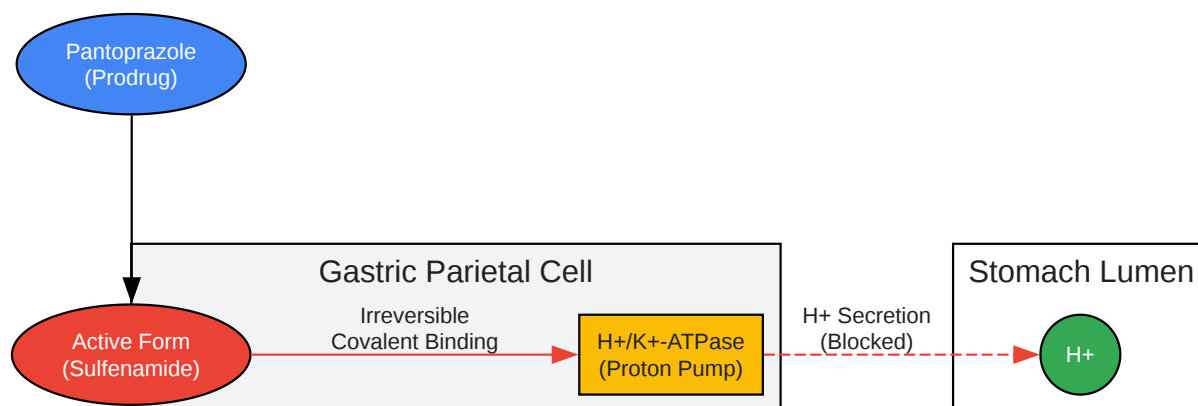 Pantoprazole
(Prodrug)
Gastric Parietal Cell
Stomach Lumen
Active Form
(Sulfenamide)
Irreversible
Covalent Binding
H+/K+-ATPase
(Proton Pump)
H+ Secretion
(Blocked)
H+